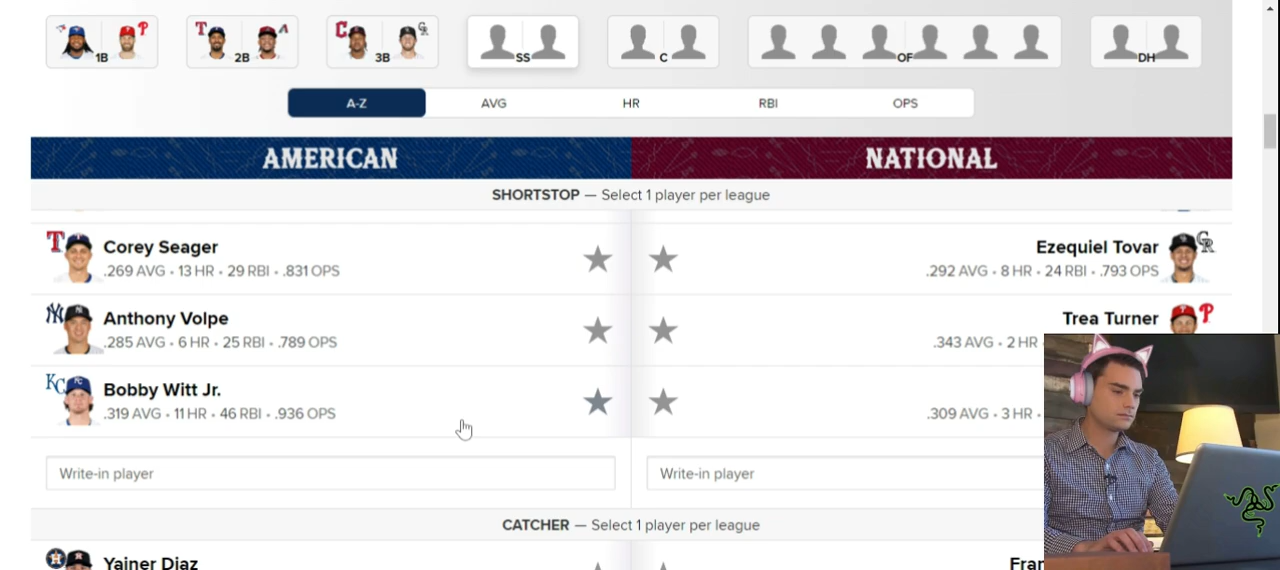 1B
2B
3B
SS
C
OF
DH
A-Z AVG HR RBI OPS
AMERICAN NATIONAL
SHORTSTOP — Select 1 player per league
Corey Seager
.269 AVG • 13 HR • 29 RBI • .831 OPS
Ezequiel Tovar
.292 AVG • 8 HR • 24 RBI • .793 OPS
Anthony Volpe
.285 AVG • 6 HR • 25 RBI • .789 OPS
Trea Turner
.343 AVG • 2 HR
Bobby Witt Jr.
.319 AVG • 11 HR • 46 RBI • .936 OPS
.309 AVG • 3 HR
Write-in player
Write-in player
CATCHER — Select 1 player per league
Yainer Diaz
Fran